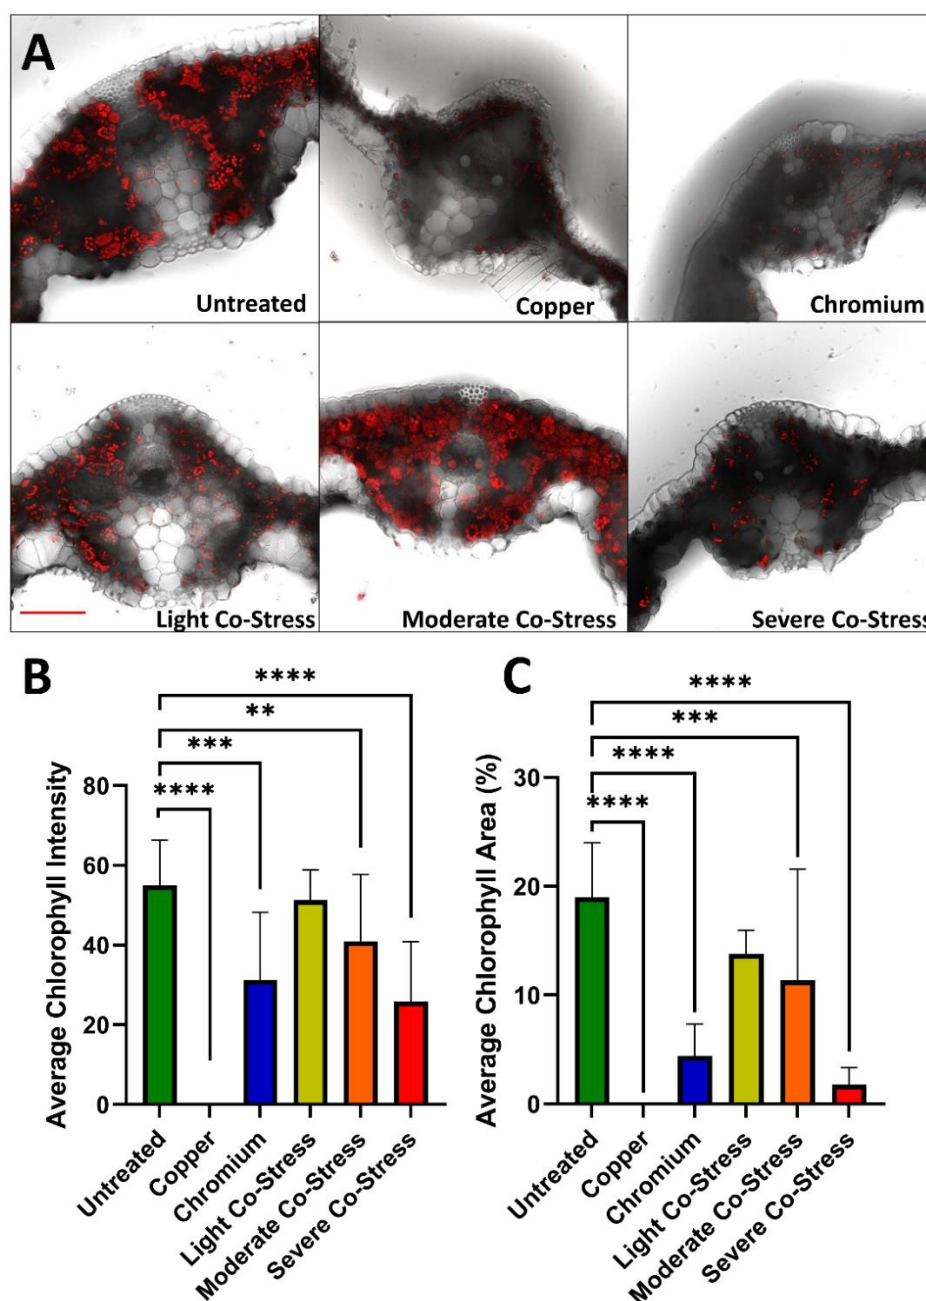 A
Untreated
Copper
Chromium
Light Co-Stress
Moderate Co-Stress
Severe Co-Stress
B
****
**
***
****
Average Chlorophyll Intensity
80
60
40
20
0
Untreated
Copper
Chromium
Light Co-Stress
Moderate Co-Stress
Severe Co-Stress
C
****
***
****
****
Average Chlorophyll Area (%)
30
20
10
0
Untreated
Copper
Chromium
Light Co-Stress
Moderate Co-Stress
Severe Co-Stress